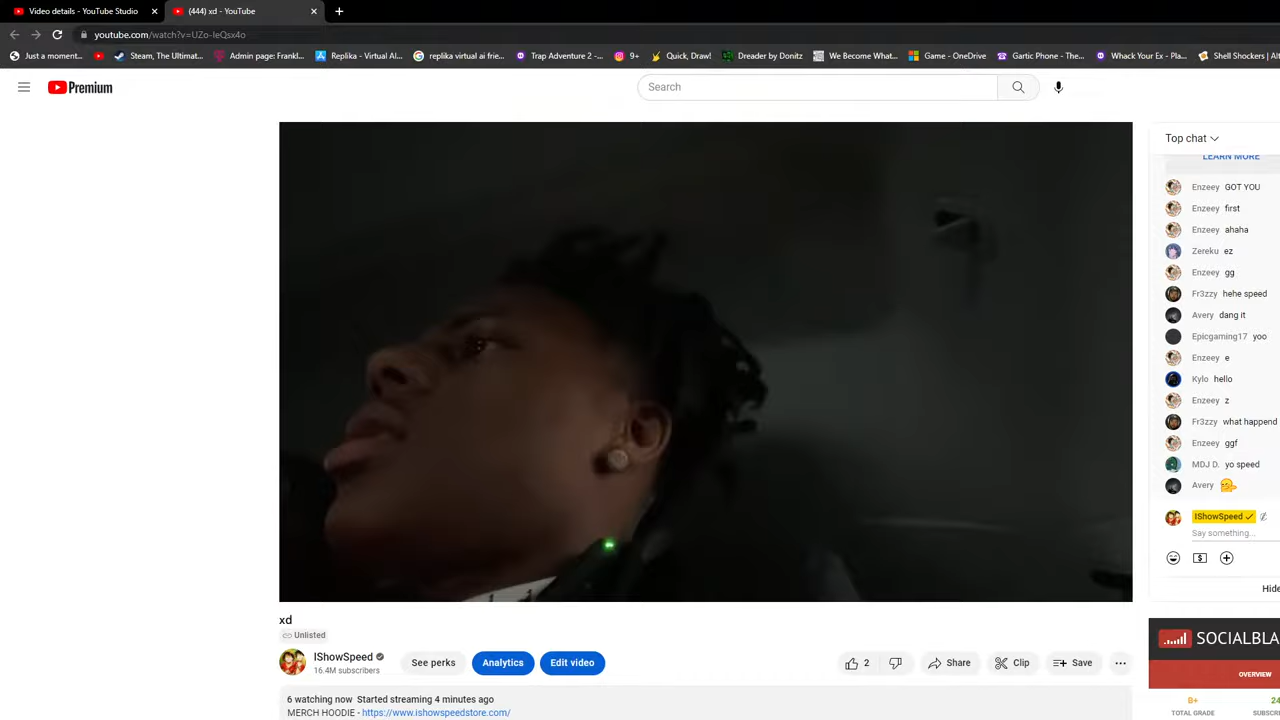 Video details - YouTube Studio
(444) xd - YouTube
youtube.com/watch?v=UZo-IeQsx4o
Just a moment...
Steam, The Ultimat...
Admin page: Frankl...
Replika - Virtual AI...
replika virtual ai frie...
Trap Adventure 2 -...
9+
Quick, Draw!
Dreader by Donitz
We Become What...
Game - OneDrive
Gartic Phone - The...
Whack Your Ex - Pla...
Shell Shockers | Al
Premium
Search
Top chat
LEARN MORE
Enzeey GOT YOU
Enzeey first
Enzeey ahaha
Zereku ez
Enzeey gg
Fr3zzy hehe speed
Avery dang it
Epicgaming17 yoo
Enzeey e
Kylo hello
Enzeey z
Fr3zzy what happend
Enzeey ggf
MDJ D. yo speed
Avery
IShowSpeed
Say something...
Hide
xd
Unlisted
IShowSpeed
16.4M subscribers
See perks
Analytics
Edit video
2
Share
Clip
Save
6 watching now Started streaming 4 minutes ago
MERCH HOODIE - https://www.ishowspeedstore.com/
SOCIALBLA
OVERVIEW
B+
TOTAL GRADE
24
SUBSCRI